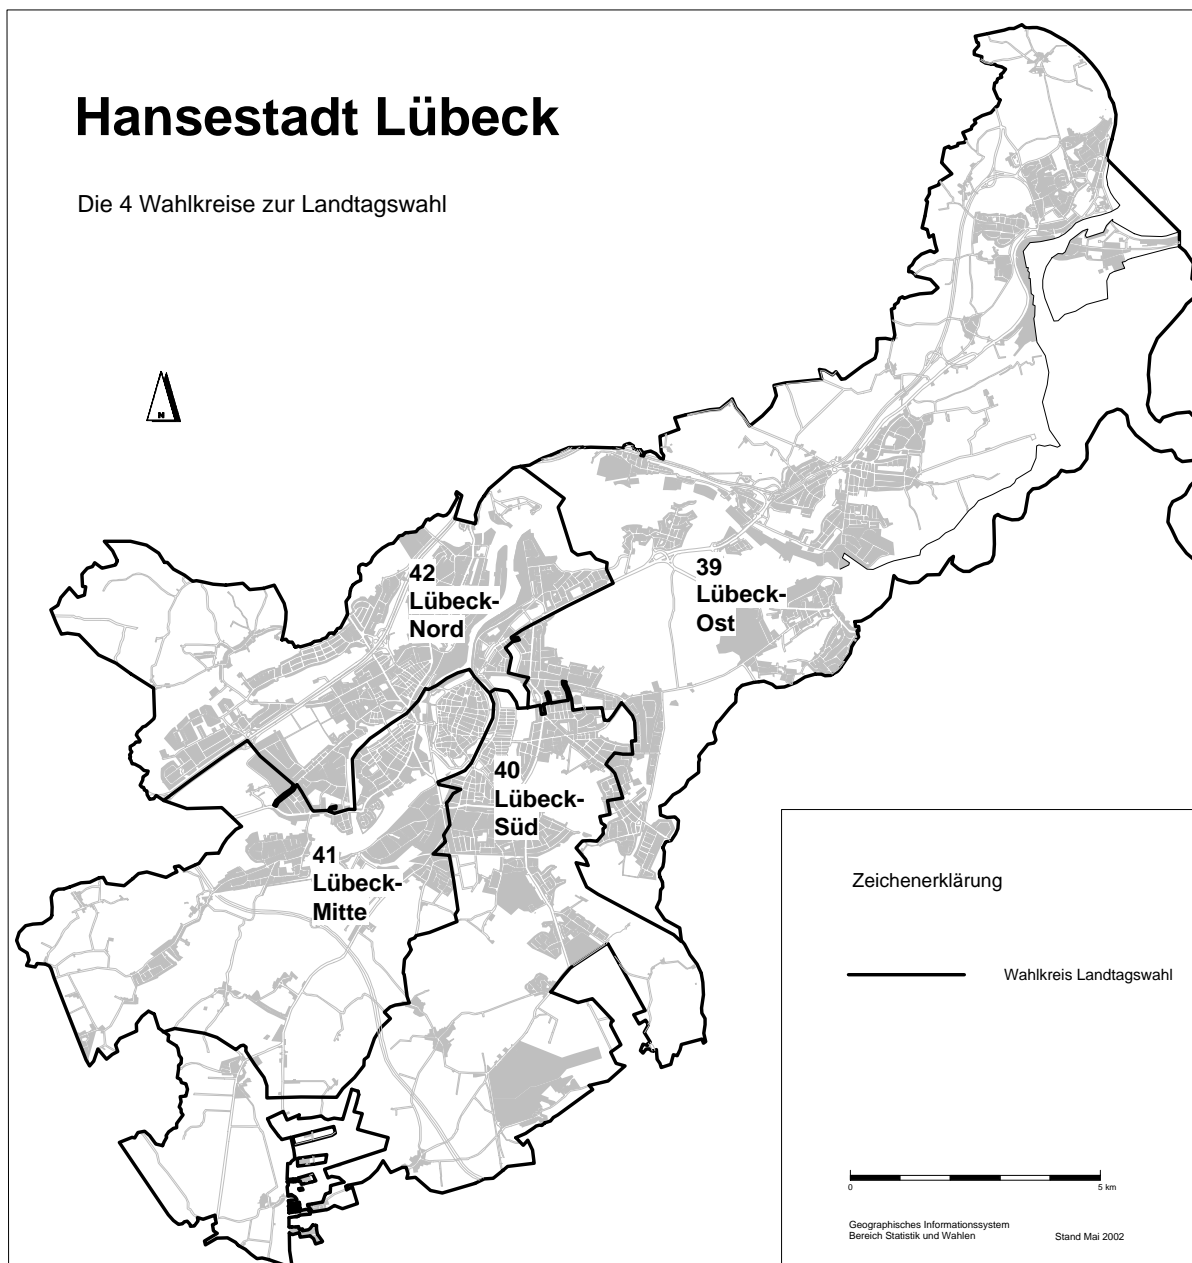 Hansestadt Lübeck
Die 4 Wahlkreise zur Landtagswahl
N
42
Lübeck-
Nord
39
Lübeck-
Ost
40
Lübeck-
Süd
41
Lübeck-
Mitte
Zeichenerklärung
Wahlkreis Landtagswahl
0 5 km
Geographisches Informationssystem
Bereich Statistik und Wahlen Stand Mai 2002